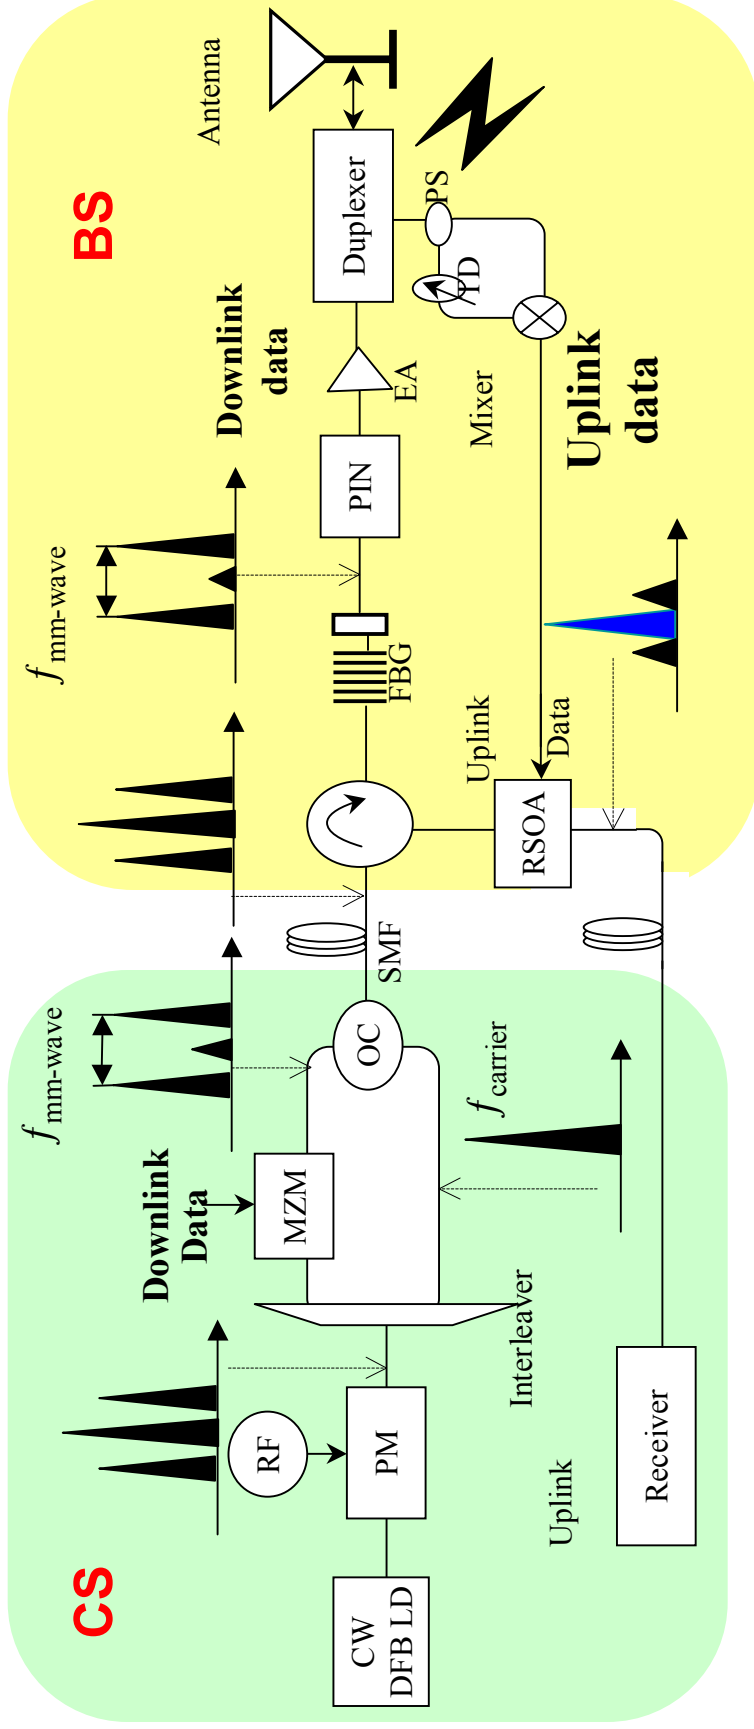 CS
BS
CW
DFB LD
PM
RF
Interleaver
Downlink
Data
MZM
f mm-wave
OC
f carrier
SMF
Uplink
Receiver
FBG
f mm-wave
PIN
Downlink
data
EA
Duplexer
Antenna
PS
PD
Mixer
Uplink
data
Uplink
Data
RSOA